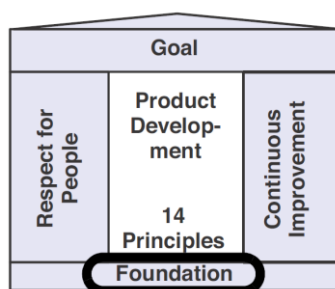 Goal
Respect for
People
Product
Develop-
ment
14
Principles
Continuous
Improvement
Foundation